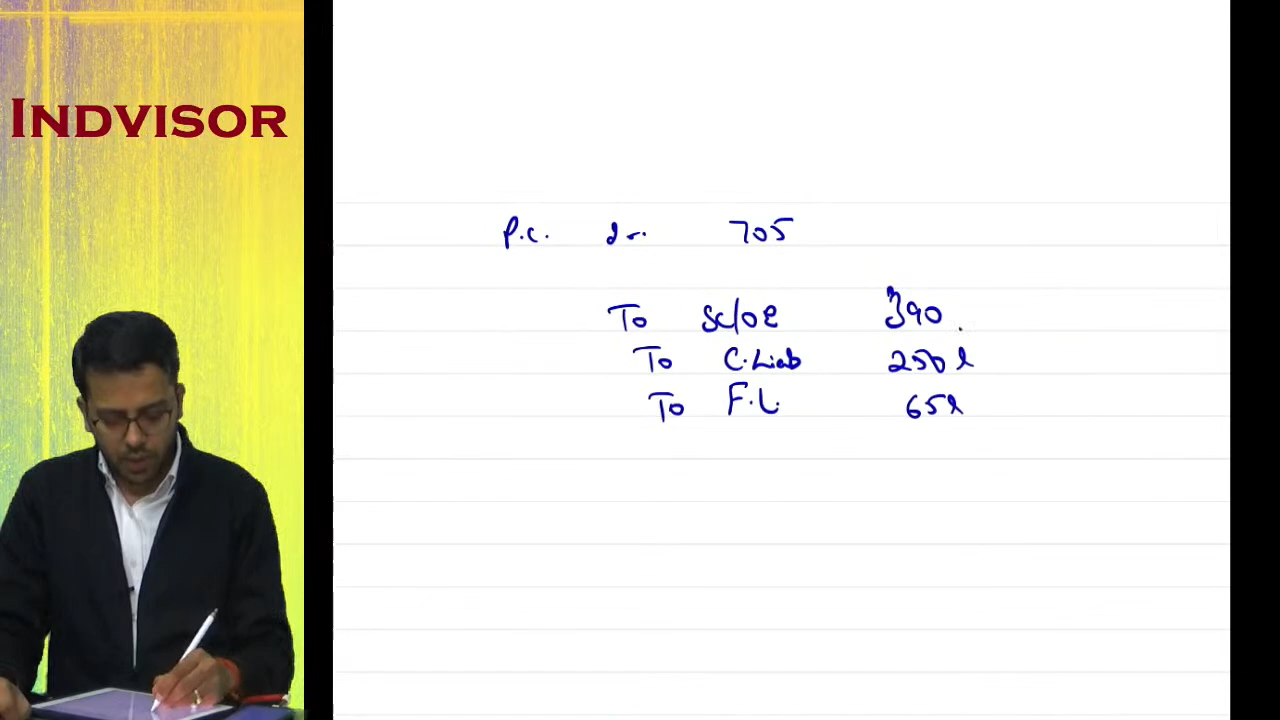 INDVISOR
P.C. dr. 705
To SC/OE 390
To C.Liab 250 l
To F.L. 65 l